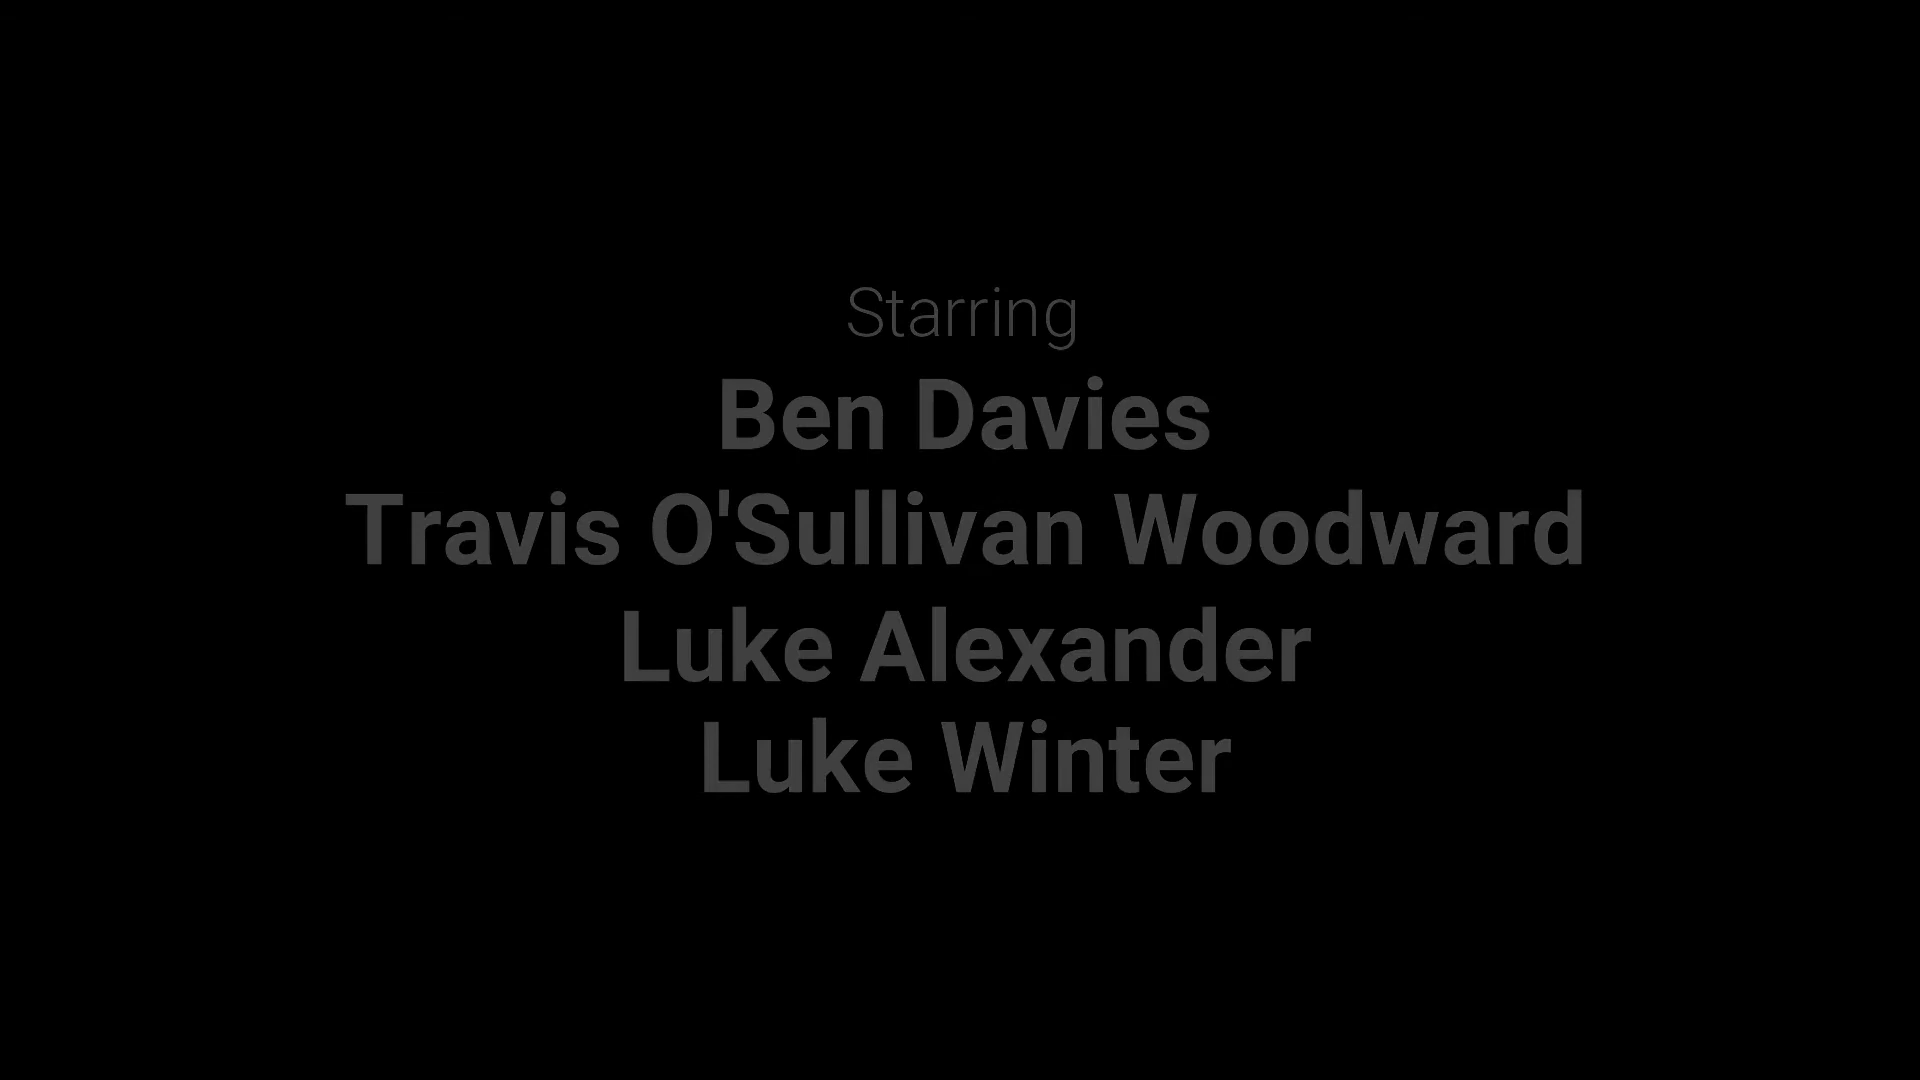 Starring
Ben Davies
Travis O'Sullivan Woodward
Luke Alexander
Luke Winter